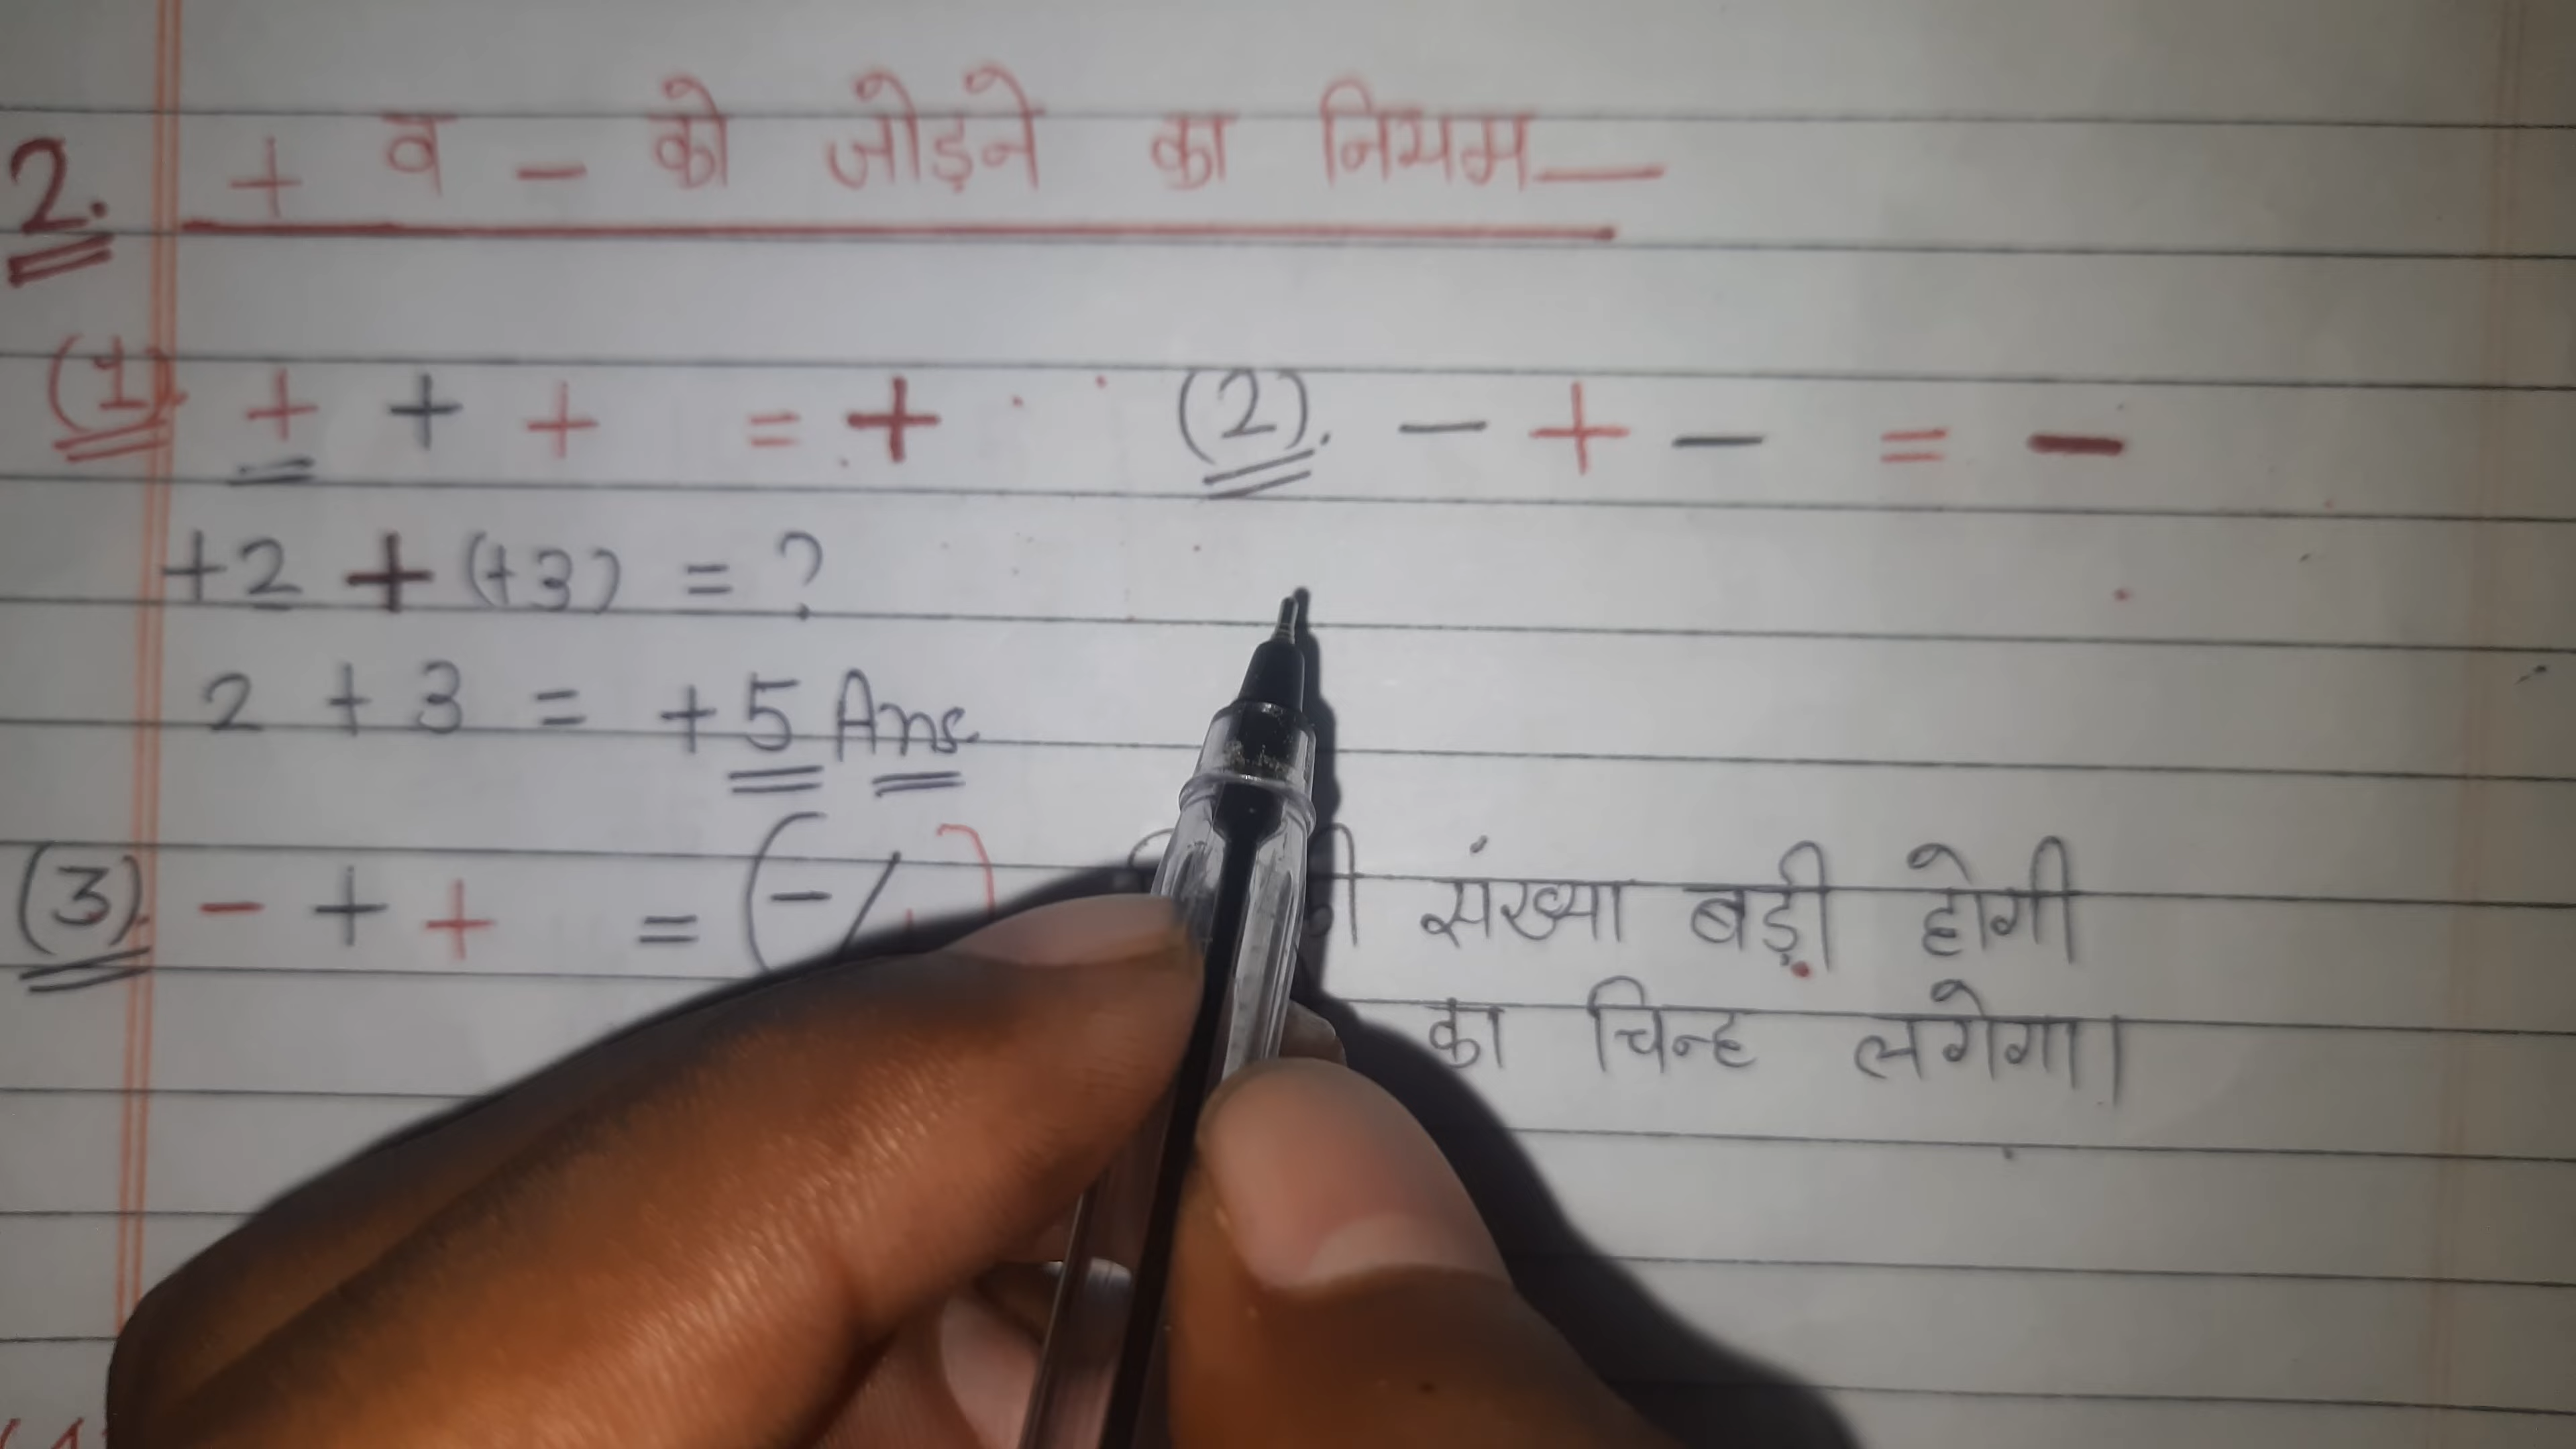 2. + व - को जोड़ने का नियम—
(1). + + + = +
(2). - + - = -
+2 + (+3) = ?
2 + 3 = +5 Ans.
(3). - + + = (-/ ) संख्या बड़ी होगी
का चिन्ह लगेगा।